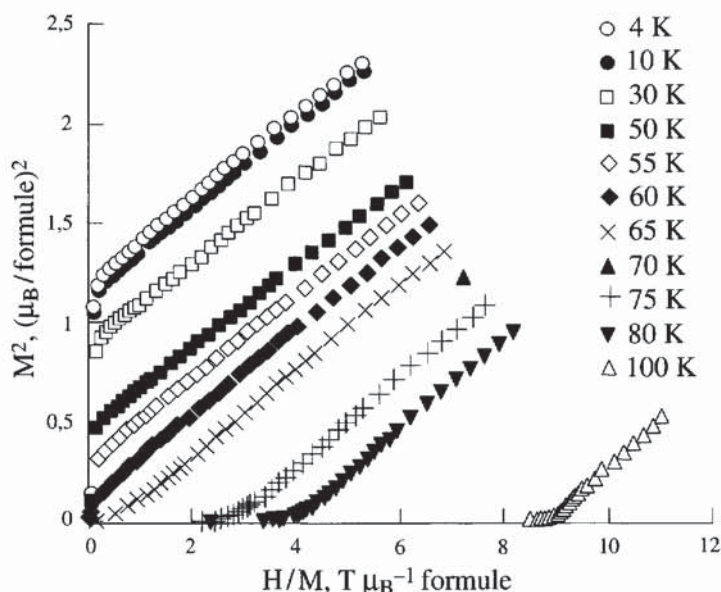 2,5
2
1,5
1
0,5
0
M², (μB/formule)²
0 2 4 6 8 10 12
H/M, T μB⁻¹ formule
4 K
10 K
30 K
50 K
55 K
60 K
65 K
70 K
75 K
80 K
100 K